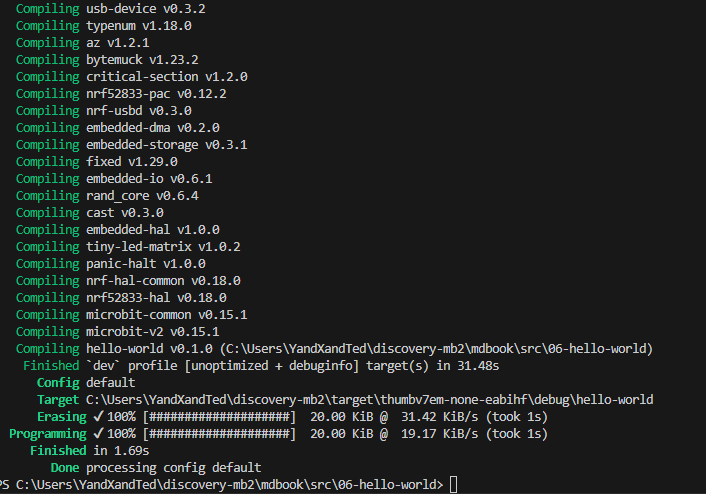 Compiling usb-device v0.3.2
Compiling typenum v1.18.0
Compiling az v1.2.1
Compiling bytemuck v1.23.2
Compiling critical-section v1.2.0
Compiling nrf52833-pac v0.12.2
Compiling nrf-usbd v0.3.0
Compiling embedded-dma v0.2.0
Compiling embedded-storage v0.3.1
Compiling fixed v1.29.0
Compiling embedded-io v0.6.1
Compiling rand_core v0.6.4
Compiling cast v0.3.0
Compiling embedded-hal v1.0.0
Compiling tiny-led-matrix v1.0.2
Compiling panic-halt v1.0.0
Compiling nrf-hal-common v0.18.0
Compiling nrf52833-hal v0.18.0
Compiling microbit-common v0.15.1
Compiling microbit-v2 v0.15.1
Compiling hello-world v0.1.0 (C:\Users\YandXandTed\discovery-mb2\mdbook\src\06-hello-world)
Finished `dev` profile [unoptimized + debuginfo] target(s) in 31.48s
Config default
Target C:\Users\YandXandTed\discovery-mb2\target\thumbv7em-none-eabihf\debug\hello-world
Erasing ✓ 100% [####################] 20.00 KiB @ 31.42 KiB/s (took 1s)
Programming ✓ 100% [####################] 20.00 KiB @ 19.17 KiB/s (took 1s)
Finished in 1.69s
Done processing config default
PS C:\Users\YandXandTed\discovery-mb2\mdbook\src\06-hello-world>